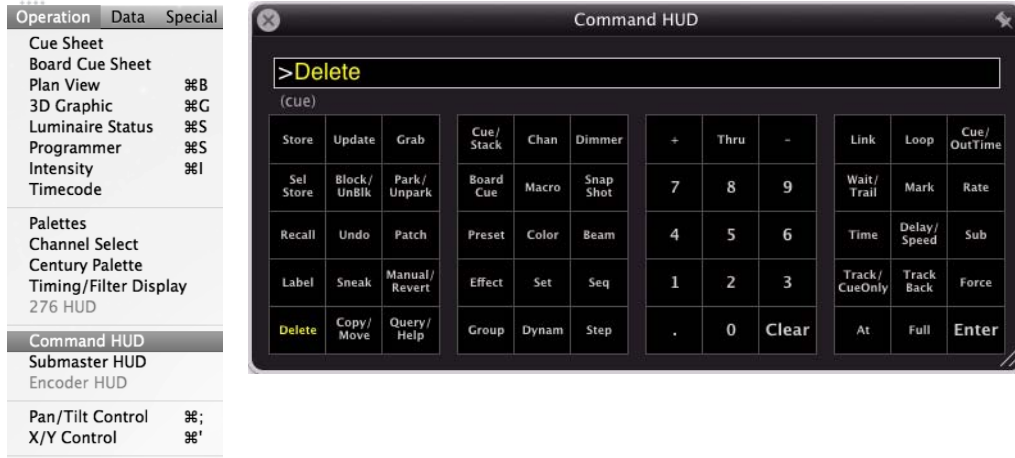 Operation Data Special
Cue Sheet
Board Cue Sheet
Plan View ⌘B
3D Graphic ⌘G
Luminaire Status ⌘S
Programmer ⌘S
Intensity ⌘I
Timecode
Palettes
Channel Select
Century Palette
Timing/Filter Display
276 HUD
Command HUD
Submaster HUD
Encoder HUD
Pan/Tilt Control ⌘;
X/Y Control ⌘'
Command HUD
>Delete
(cue)
Store Update Grab Cue/ Stack Chan Dimmer + Thru - Link Loop Cue/ OutTime
Sel Store Block/ UnBlk Park/ Unpark Board Cue Macro Snap Shot 7 8 9 Wait/ Trail Mark Rate
Recall Undo Patch Preset Color Beam 4 5 6 Time Delay/ Speed Sub
Label Sneak Manual/ Revert Effect Set Seq 1 2 3 Track/ CueOnly Track Back Force
Delete Copy/ Move Query/ Help Group Dynam Step . 0 Clear At Full Enter